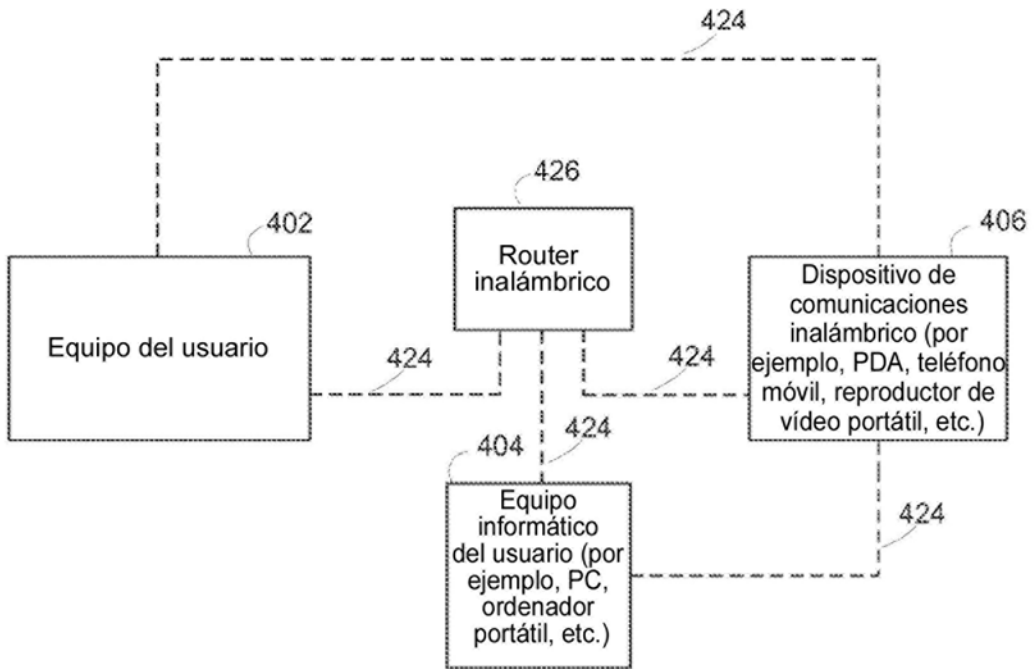 424
426
402
406
Router
inalámbrico
Equipo del usuario
Dispositivo de
comunicaciones
inalámbrico (por
ejemplo, PDA, teléfono
móvil, reproductor de
vídeo portátil, etc.)
424
424
424
404
Equipo
informático
del usuario (por
ejemplo, PC,
ordenador
portátil, etc.)
424